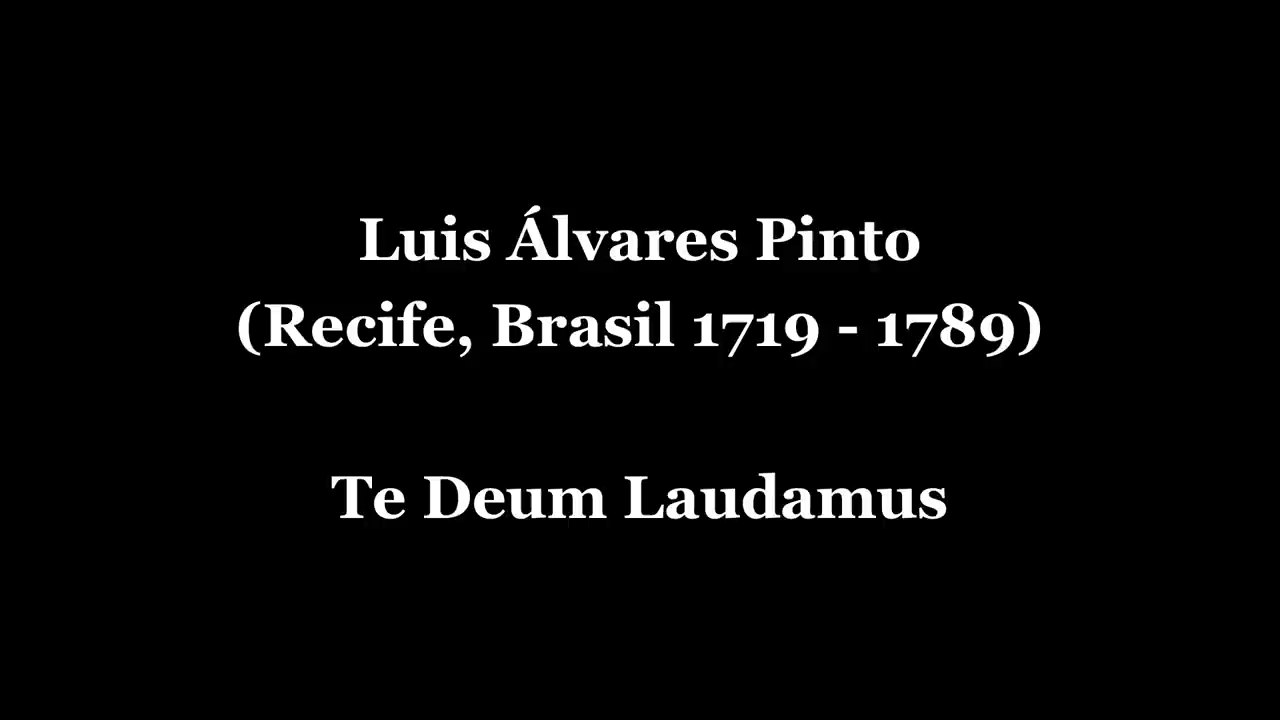 Luis Álvares Pinto
(Recife, Brasil 1719 - 1789)
Te Deum Laudamus